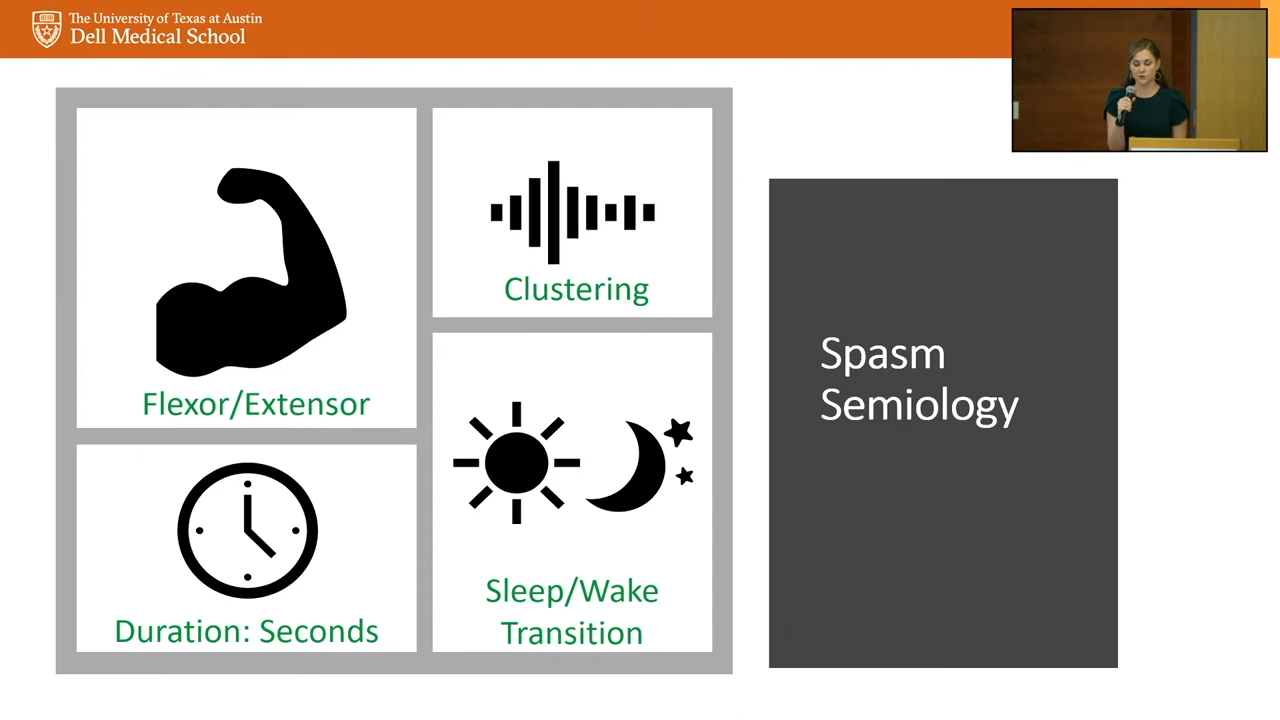 The University of Texas at Austin
Dell Medical School
Flexor/Extensor
Clustering
Duration: Seconds
Sleep/Wake
Transition
Spasm
Semiology